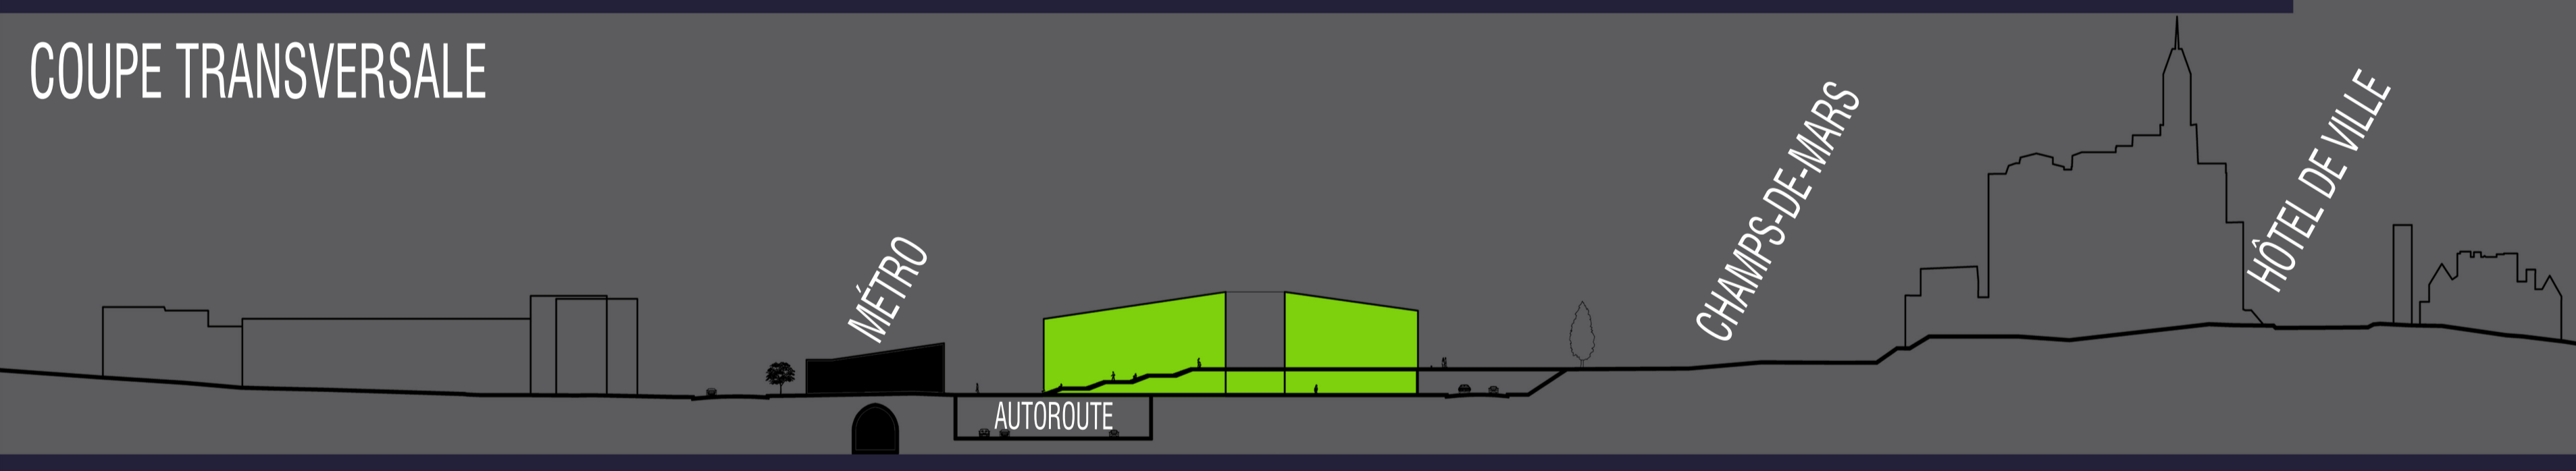 COUPE TRANSVERSALE
MÉTRO
AUTOROUTE
CHAMPS-DE-MARS
HÔTEL DE VILLE